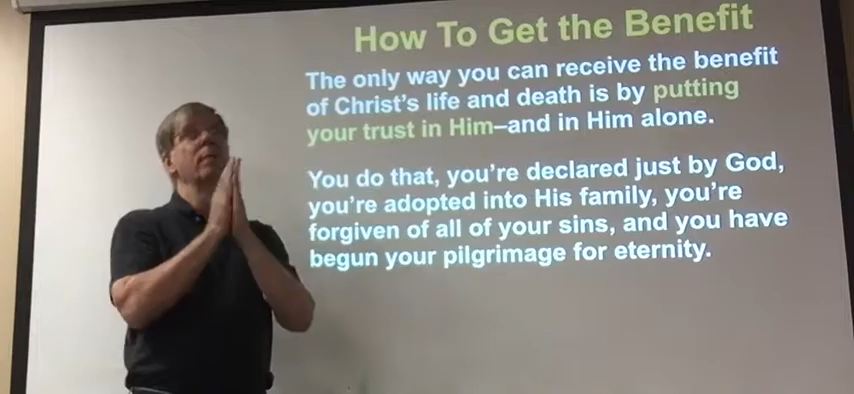 How To Get the Benefit
The only way you can receive the benefit
of Christ's life and death is by putting
your trust in Him–and in Him alone.
You do that, you're declared just by God,
you're adopted into His family, you're
forgiven of all of your sins, and you have
begun your pilgrimage for eternity.